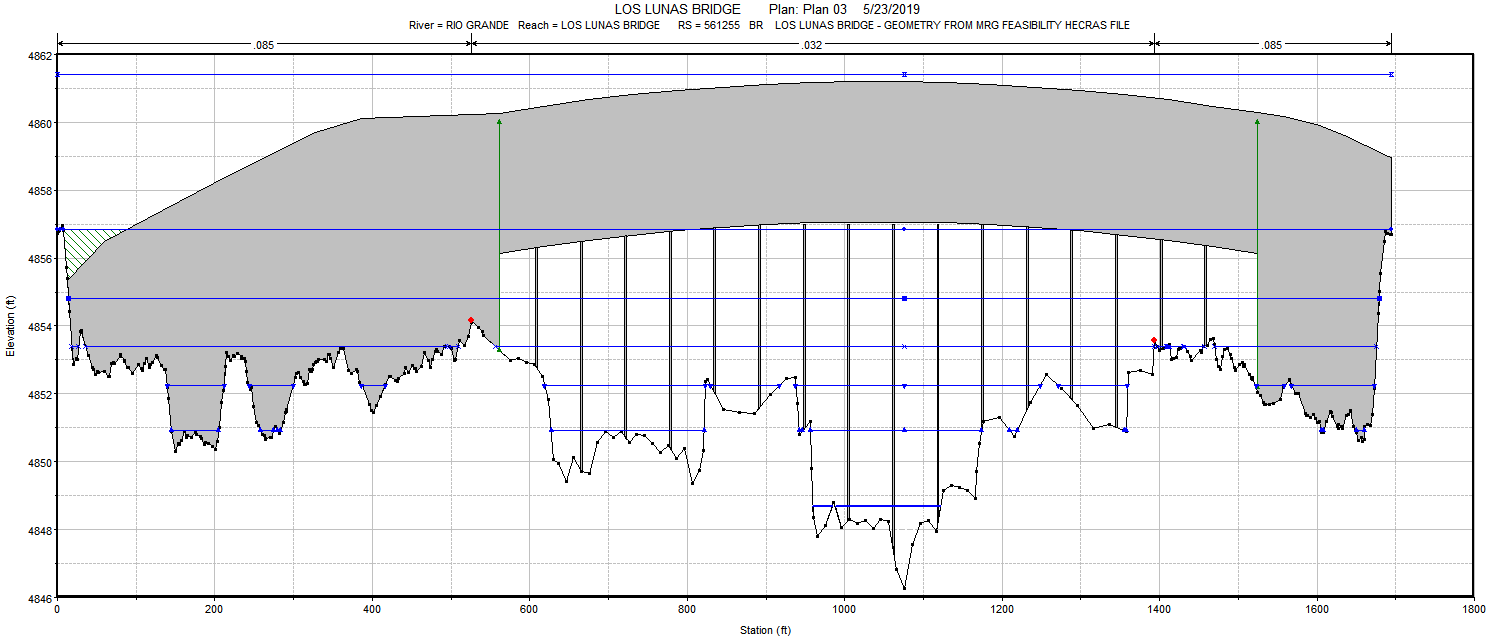 LOS LUNAS BRIDGE Plan: Plan 03 5/23/2019
River = RIO GRANDE Reach = LOS LUNAS BRIDGE RS = 561255 BR LOS LUNAS BRIDGE - GEOMETRY FROM MRG FEASIBILITY HECRAS FILE
.085 .032 .085
4862
4860
4858
4856
4854
4852
4850
4848
4846
Elevation (ft)
0 200 400 600 800 1000 1200 1400 1600 1800
Station (ft)